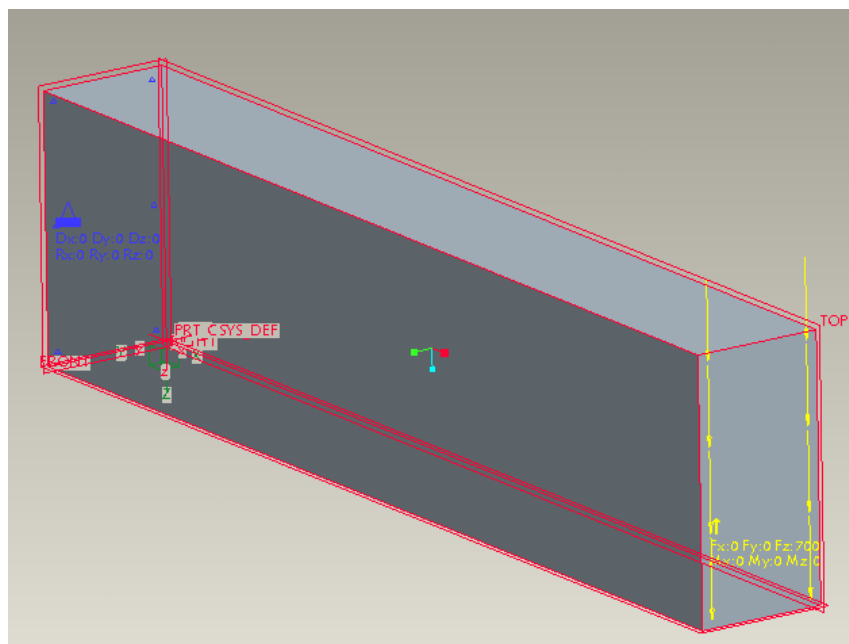 Dx:0 Dy:0 Dz:0
Rx:0 Ry:0 Rz:0
PRT_CSYS_DEF
FRONT
Z
TOP
Fx:0 Fy:0 Fz:700
Mx:0 My:0 Mz:0